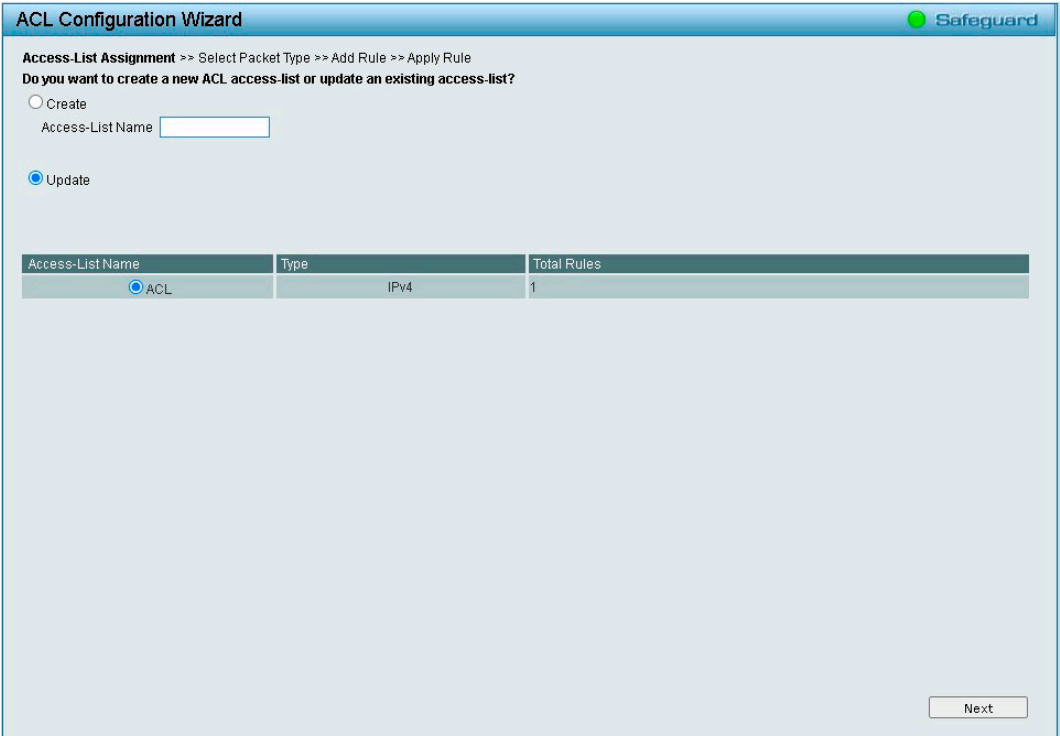 ACL Configuration Wizard
Safeguard
Access-List Assignment >> Select Packet Type >> Add Rule >> Apply Rule
Do you want to create a new ACL access-list or update an existing access-list?
Create
Access-List Name
Update
Access-List Name Type Total Rules
ACL IPv4 1
Next